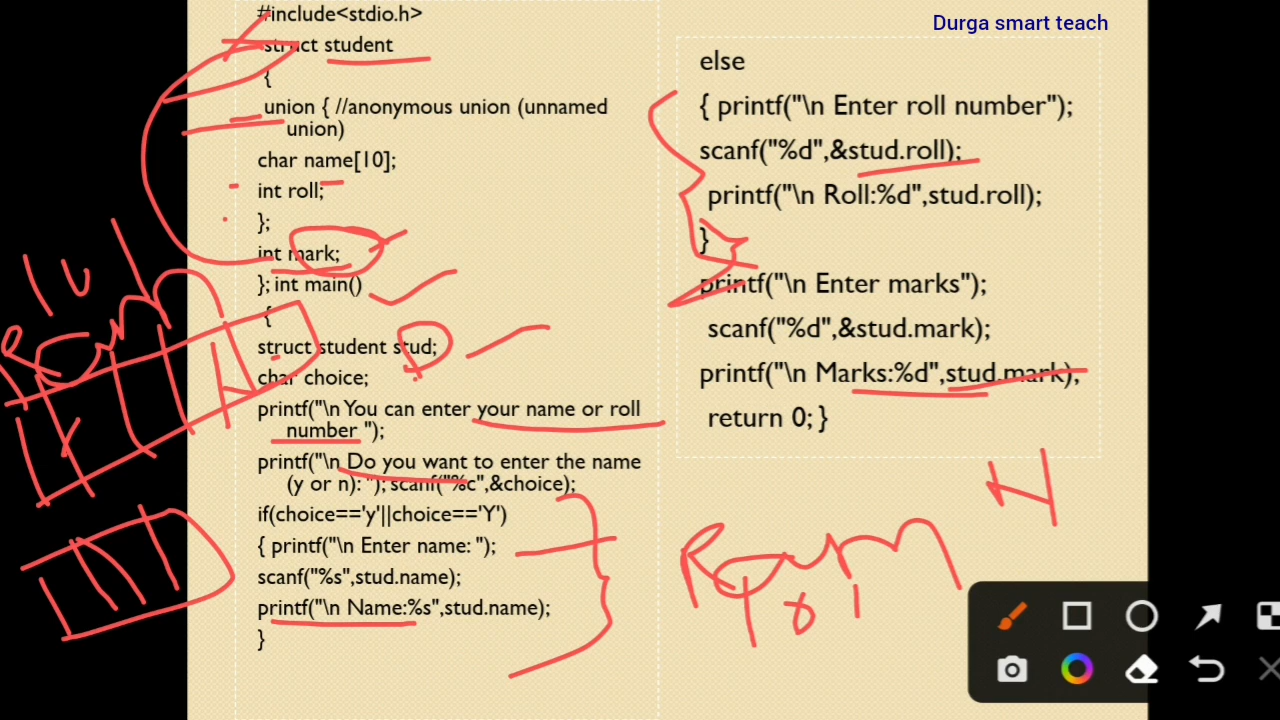 Durga smart teach
#include<stdio.h>
struct student
{
union { //anonymous union (unnamed
union)
char name[10];
int roll;
};
int mark;
}; int main()
{
struct student stud;
char choice;
printf("\n You can enter your name or roll
number ");
printf("\n Do you want to enter the name
(y or n): "); scanf("%c",&choice);
if(choice=='y'||choice=='Y')
{ printf("\n Enter name: ");
scanf("%s",stud.name);
printf("\n Name:%s",stud.name);
}
else
{ printf("\n Enter roll number");
scanf("%d",&stud.roll);
printf("\n Roll:%d",stud.roll);
}
printf("\n Enter marks");
scanf("%d",&stud.mark);
printf("\n Marks:%d",stud.mark);
return 0; }